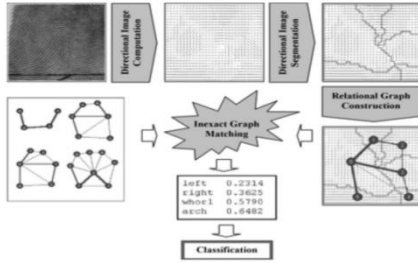 Directional Image
Computation
Directional Image
Segmentation
Relational Graph
Construction
Inexact Graph
Matching
left 0.2314
right 0.3625
whorl 0.5790
arch 0.6482
Classification